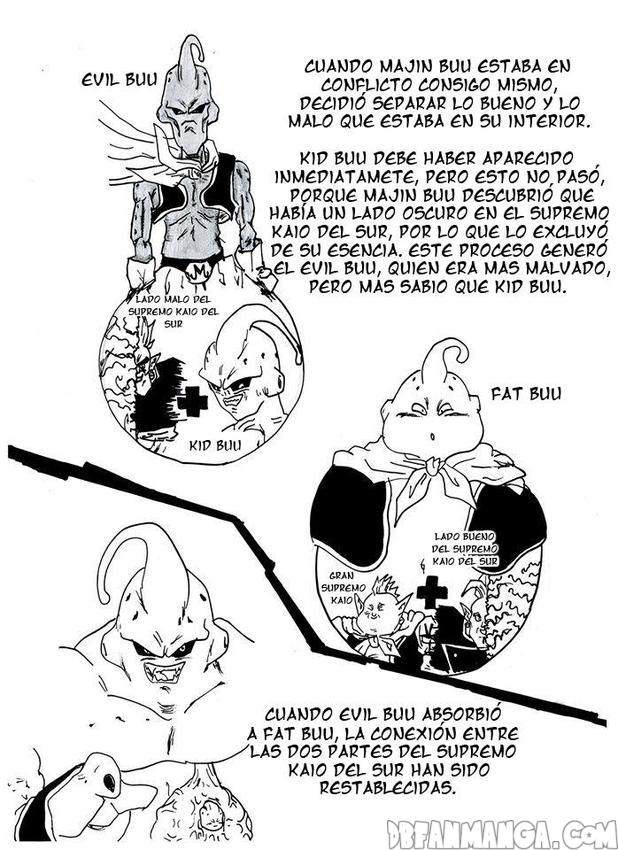 EVIL BUU
CUANDO MAJIN BUU ESTABA EN
CONFLICTO CONSIGO MISMO,
DECIDIÓ SEPARAR LO BUENO Y LO
MALO QUE ESTABA EN SU INTERIOR.
KID BUU DEBE HABER APARECIDO
INMEDIATAMETE, PERO ESTO NO PASÓ,
PORQUE MAJIN BUU DESCUBRIÓ QUE
HABÍA UN LADO OSCURO EN EL SUPREMO
KAIO DEL SUR, POR LO QUE LO EXCLUYÓ
DE SU ESENCIA. ESTE PROCESO GENERÓ
EL EVIL BUU, QUIEN ERA MAS MALVADO,
PERO MAS SABIO QUE KID BUU.
M
LADO MALO DEL
SUPREMO KAIO DEL
SUR
KID BUU
FAT BUU
LADO BUENO
DEL SUPREMO
KAIO DEL SUR
GRAN
SUPREMO
KAIO
CUANDO EVIL BUU ABSORBIÓ
A FAT BUU, LA CONEXIÓN ENTRE
LAS DOS PARTES DEL SUPREMO
KAIO DEL SUR HAN SIDO
RESTABLECIDAS.
DBFANMANGA.COM